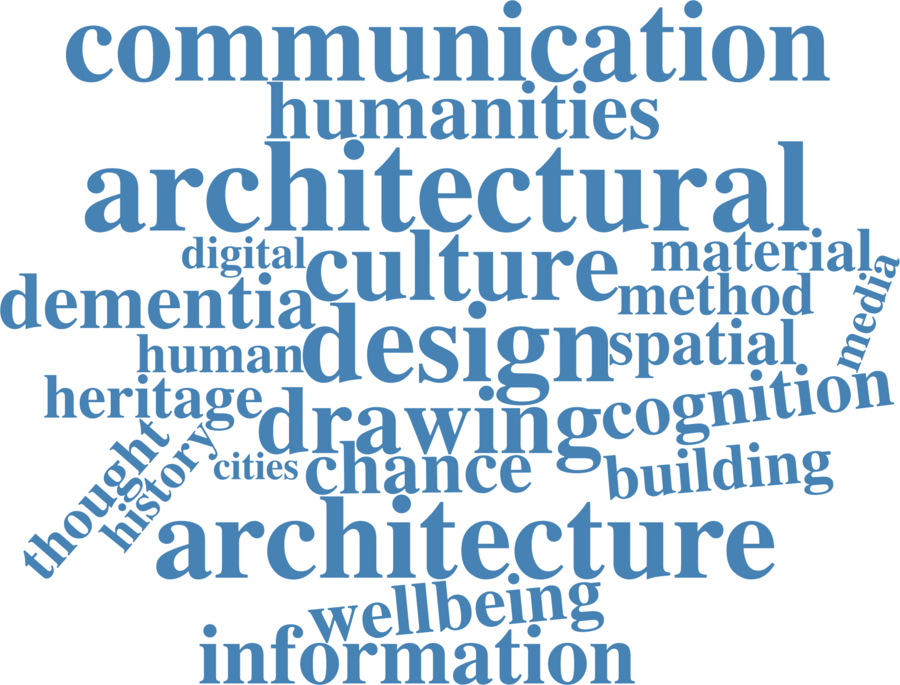 communication
humanities
architectural
digital
culture
material
dementia
method
media
human
design
spatial
heritage
drawing
cognition
thought
history
cities
chance
building
architecture
wellbeing
information